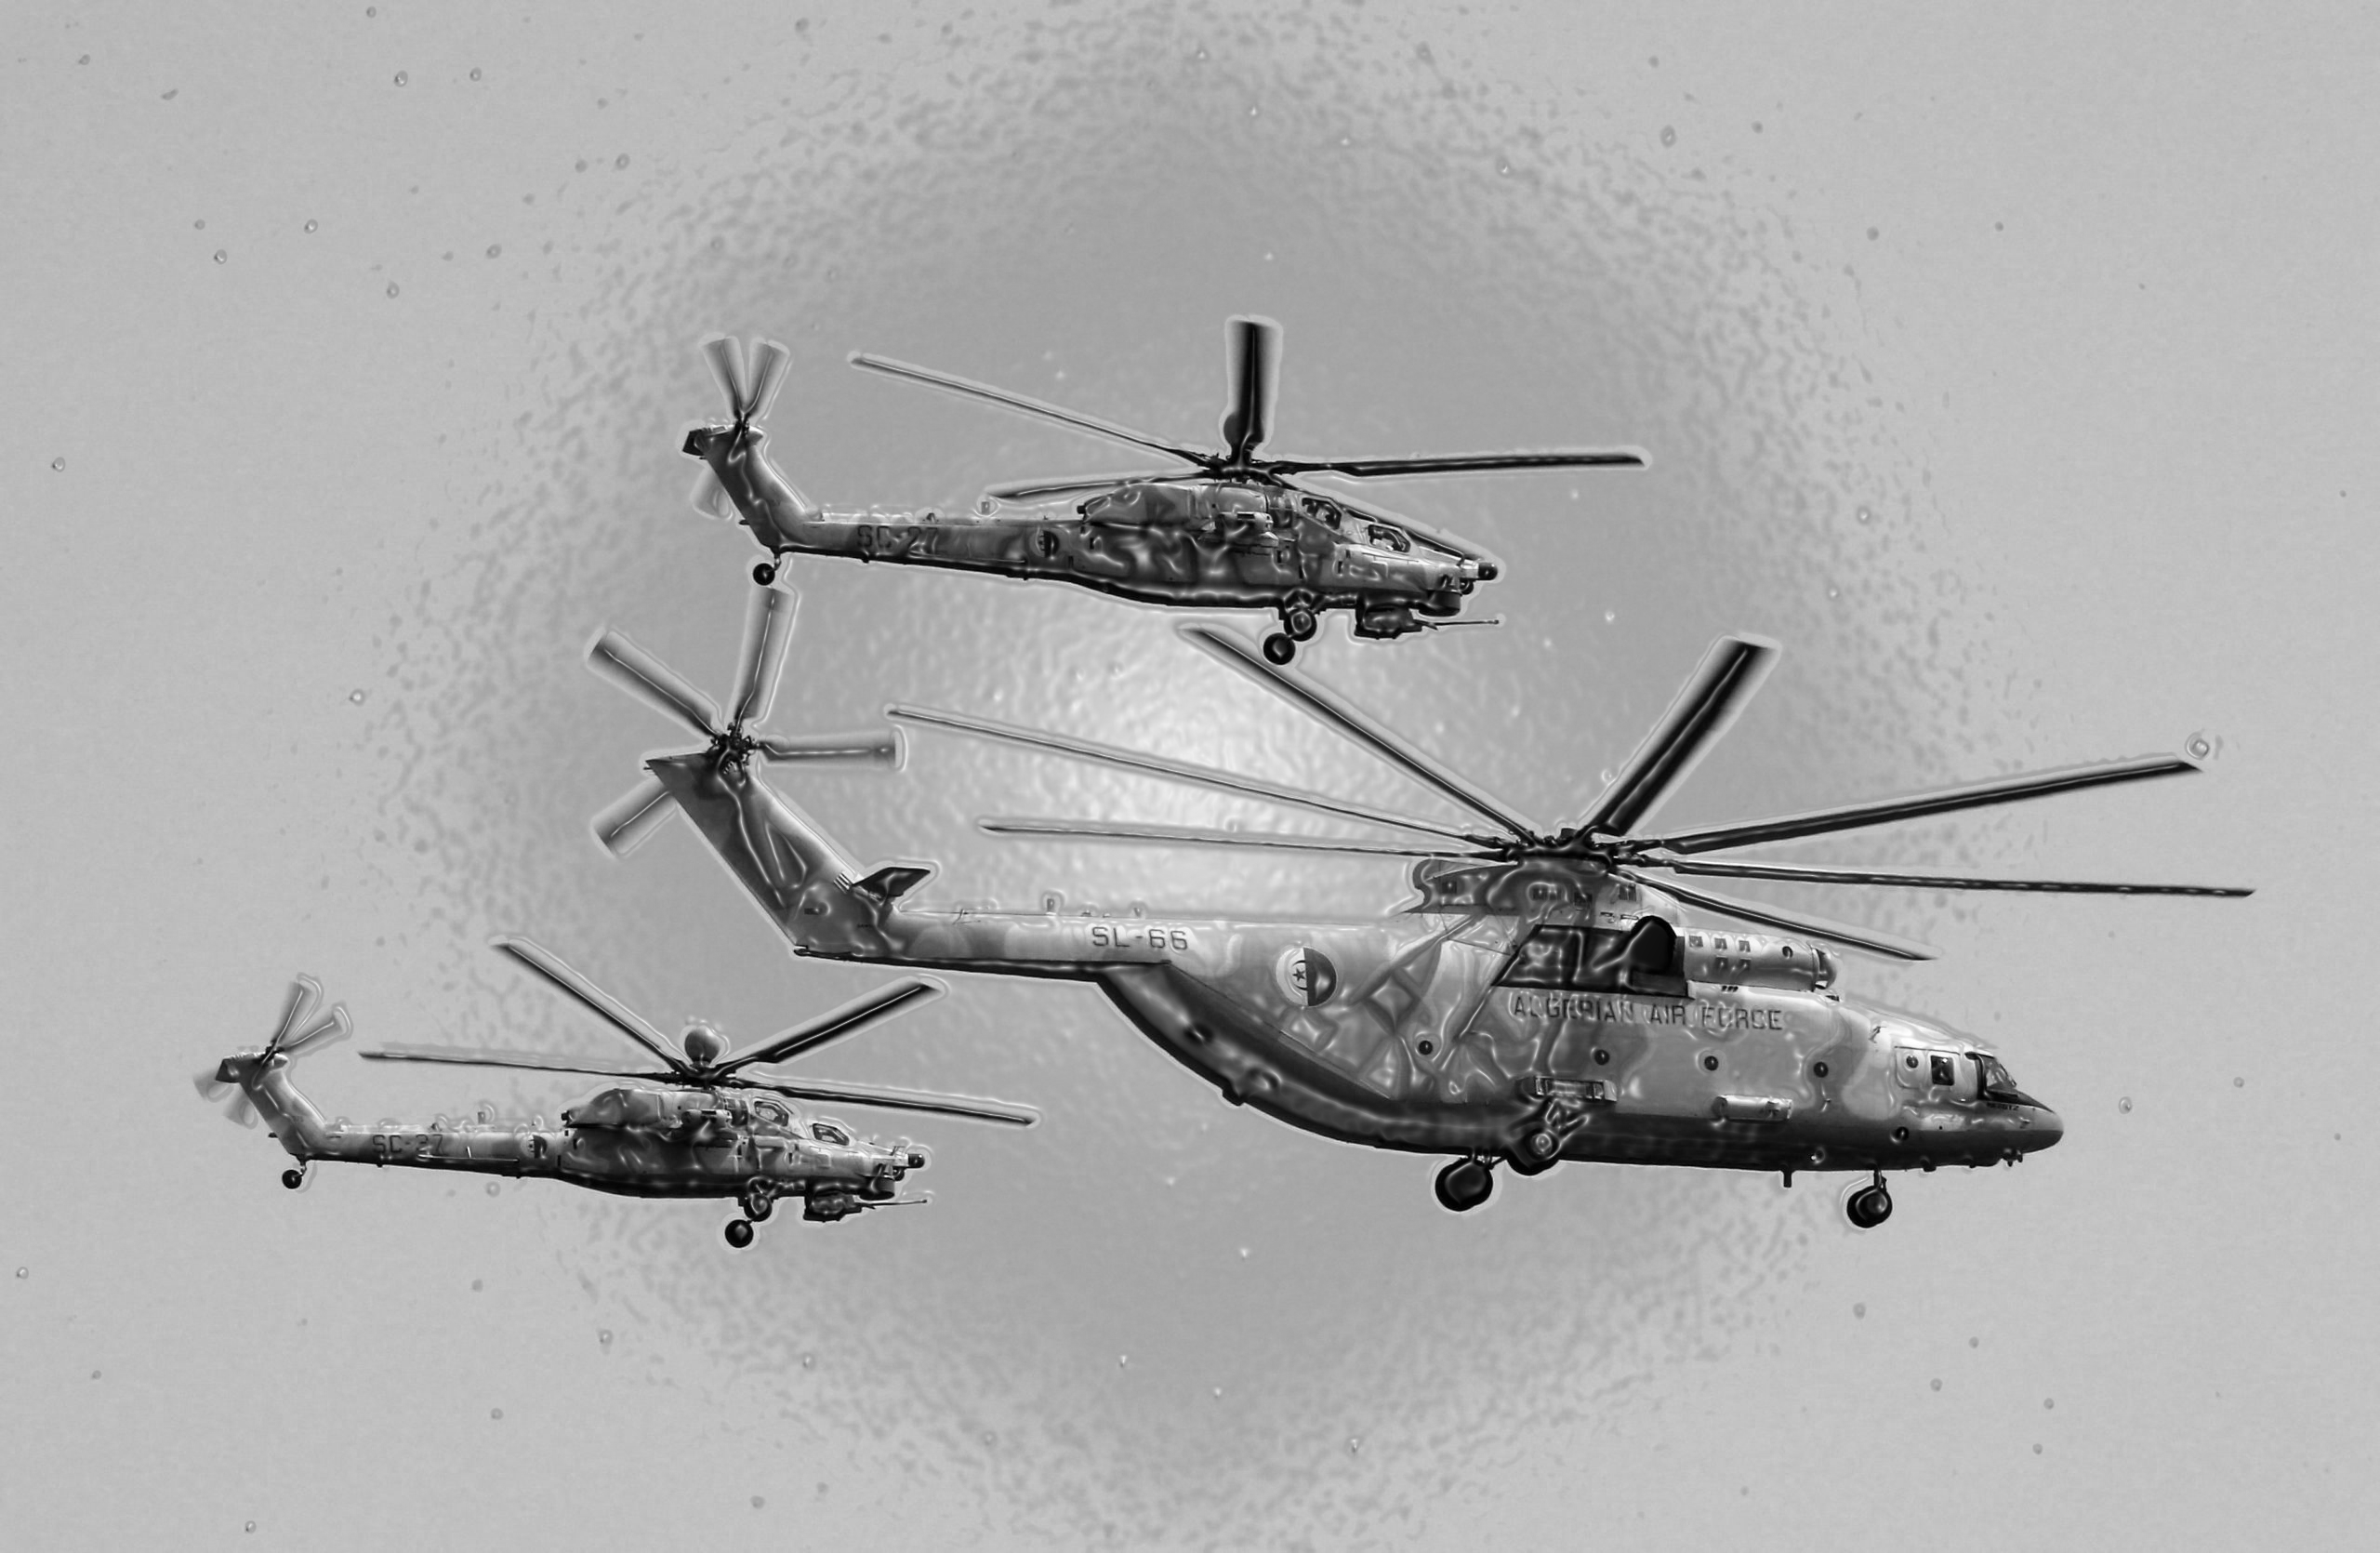 SC-27
SL-66
ALGERIAN AIR FORCE
SC-27